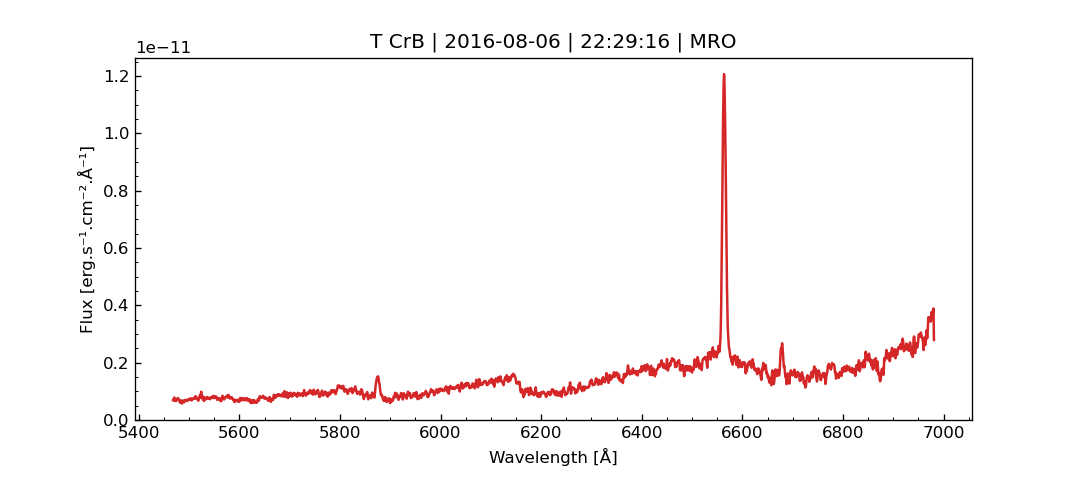 T CrB | 2016-08-06 | 22:29:16 | MRO
1e−11
1.2
1.0
0.8
0.6
0.4
0.2
0.0
Flux [erg.s⁻¹.cm⁻².Å⁻¹]
5400 5600 5800 6000 6200 6400 6600 6800 7000
Wavelength [Å]